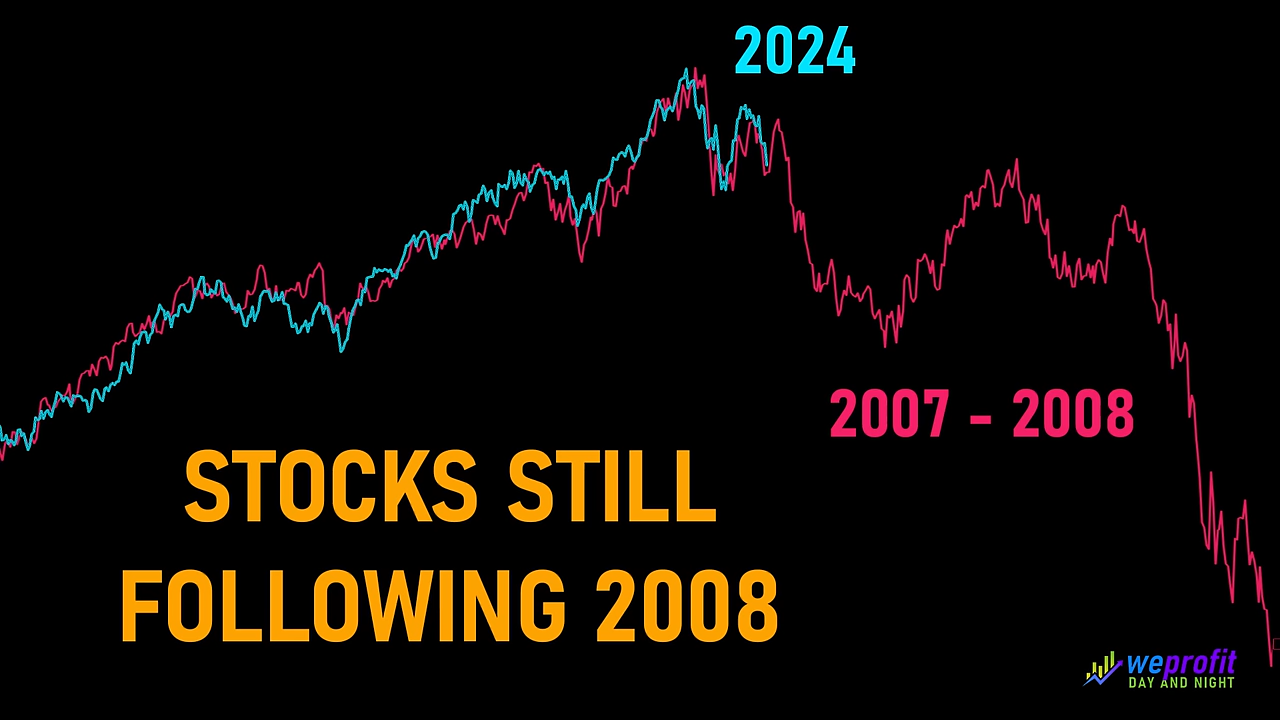 2024
2007 - 2008
STOCKS STILL
FOLLOWING 2008
weprofit
DAY AND NIGHT